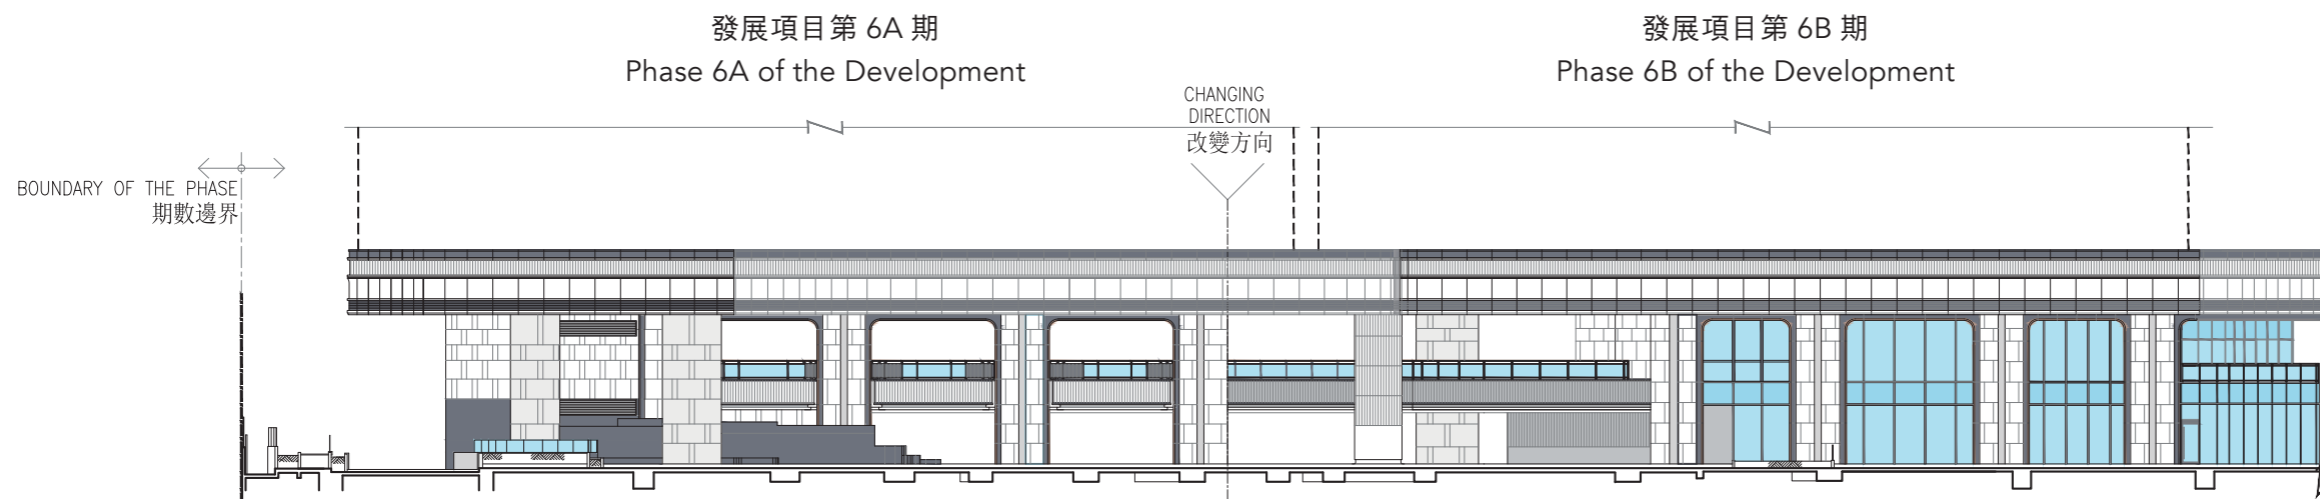 發展項目第 6A 期
Phase 6A of the Development
發展項目第 6B 期
Phase 6B of the Development
CHANGING
DIRECTION
改變方向
BOUNDARY OF THE PHASE
期數邊界